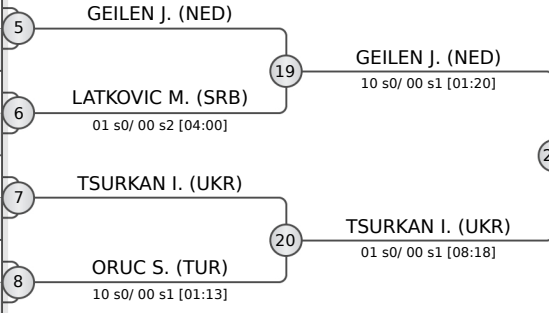 GEILEN J. (NED)
5
19
GEILEN J. (NED)
10 s0/ 00 s1 [01:20]
LATKOVIC M. (SRB)
6
01 s0/ 00 s2 [04:00]
TSURKAN I. (UKR)
7
20
TSURKAN I. (UKR)
01 s0/ 00 s1 [08:18]
ORUC S. (TUR)
8
10 s0/ 00 s1 [01:13]